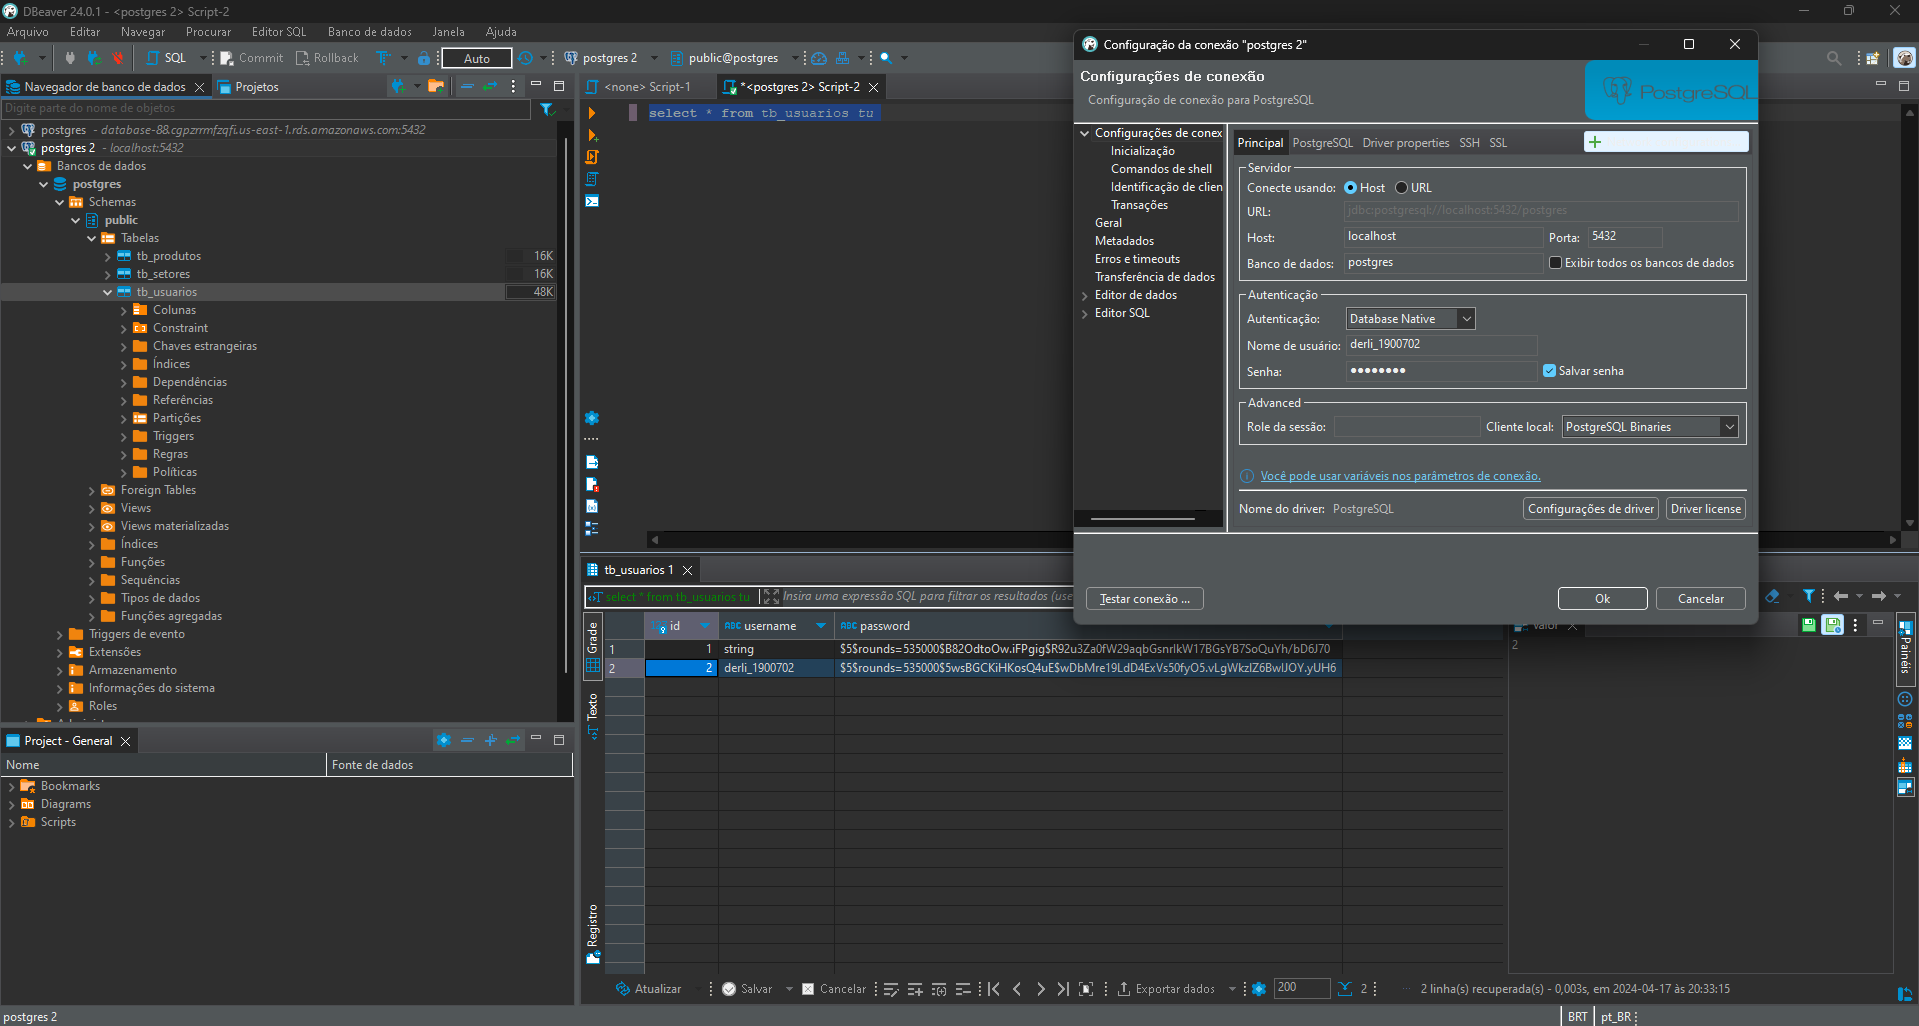 DBeaver 24.0.1 - <postgres 2> Script-2
Arquivo Editar Navegar Procurar Editor SQL Banco de dados Janela Ajuda
SQL Commit Rollback Auto postgres 2 public@postgres
Navegador de banco de dados Projetos
Digite parte do nome de objetos
postgres - database-88.cgpzrrmfzqfi.us-east-1.rds.amazonaws.com:5432
postgres 2 - localhost:5432
Bancos de dados
postgres
Schemas
public
Tabelas
tb_produtos 16K
tb_setores 16K
tb_usuarios 48K
Colunas
Constraint
Chaves estrangeiras
Índices
Dependências
Referências
Partições
Triggers
Regras
Políticas
Foreign Tables
Views
Views materializadas
Índices
Funções
Sequências
Tipos de dados
Funções agregadas
Triggers de evento
Extensões
Armazenamento
Informações do sistema
Roles
Project - General
Nome Fonte de dados
Bookmarks
Diagrams
Scripts
<none> Script-1 *<postgres 2> Script-2
select * from tb_usuarios tu
Configuração da conexão "postgres 2"
Configurações de conexão
Configuração de conexão para PostgreSQL
PostgreSQL
Configurações de conex
Inicialização
Comandos de shell
Identificação de clien
Transações
Geral
Metadados
Erros e timeouts
Transferência de dados
Editor de dados
Editor SQL
Principal PostgreSQL Driver properties SSH SSL
Servidor
Conecte usando: Host URL
URL: jdbc:postgresql://localhost:5432/postgres
Host: localhost Porta: 5432
Banco de dados: postgres Exibir todos os bancos de dados
Autenticação
Autenticação: Database Native
Nome de usuário: derli_1900702
Senha: •••••••• Salvar senha
Advanced
Role da sessão: Cliente local: PostgreSQL Binaries
Você pode usar variáveis nos parâmetros de conexão.
Nome do driver: PostgreSQL Configurações de driver Driver license
Testar conexão ... Ok Cancelar
tb_usuarios 1
select * from tb_usuarios tu Insira uma expressão SQL para filtrar os resultados (use
Grade
Texto
Registro
id ABC username ABC password
1 1 string $5$rounds=535000$B82OdtoOw.iFPgig$R92u3Za0fW29aqbGsnrIkW17BGsYB7SoQuYh/bD6J70
2 2 derli_1900702 $5$rounds=535000$5wsBGCKiHKosQ4uE$wDbMre19LdD4ExVs50fyO5.vLgWkzIZ6BwIJOY.yUH6
Valor
2
Painéis
Atualizar Salvar Cancelar Exportar dados 200 2 2 linha(s) recuperada(s) - 0,003s, em 2024-04-17 às 20:33:15
postgres 2 BRT pt_BR